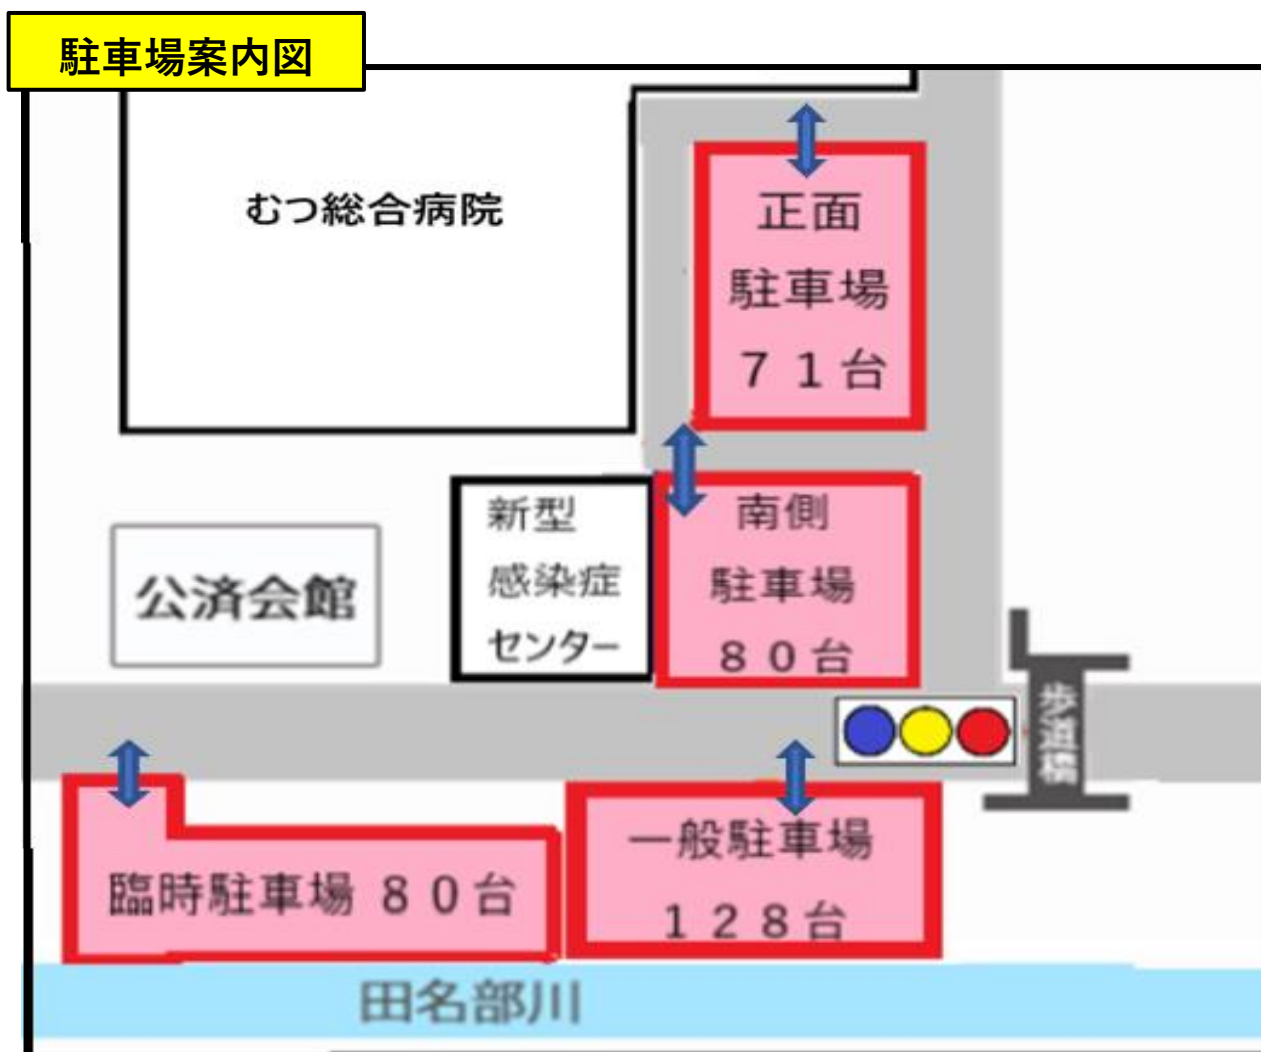 駐車場案内図
むつ総合病院
正面
駐車場
７１台
新型
感染症
センター
南側
駐車場
８０台
公済会館
歩道橋
一般駐車場
１２８台
臨時駐車場 ８０台
田名部川